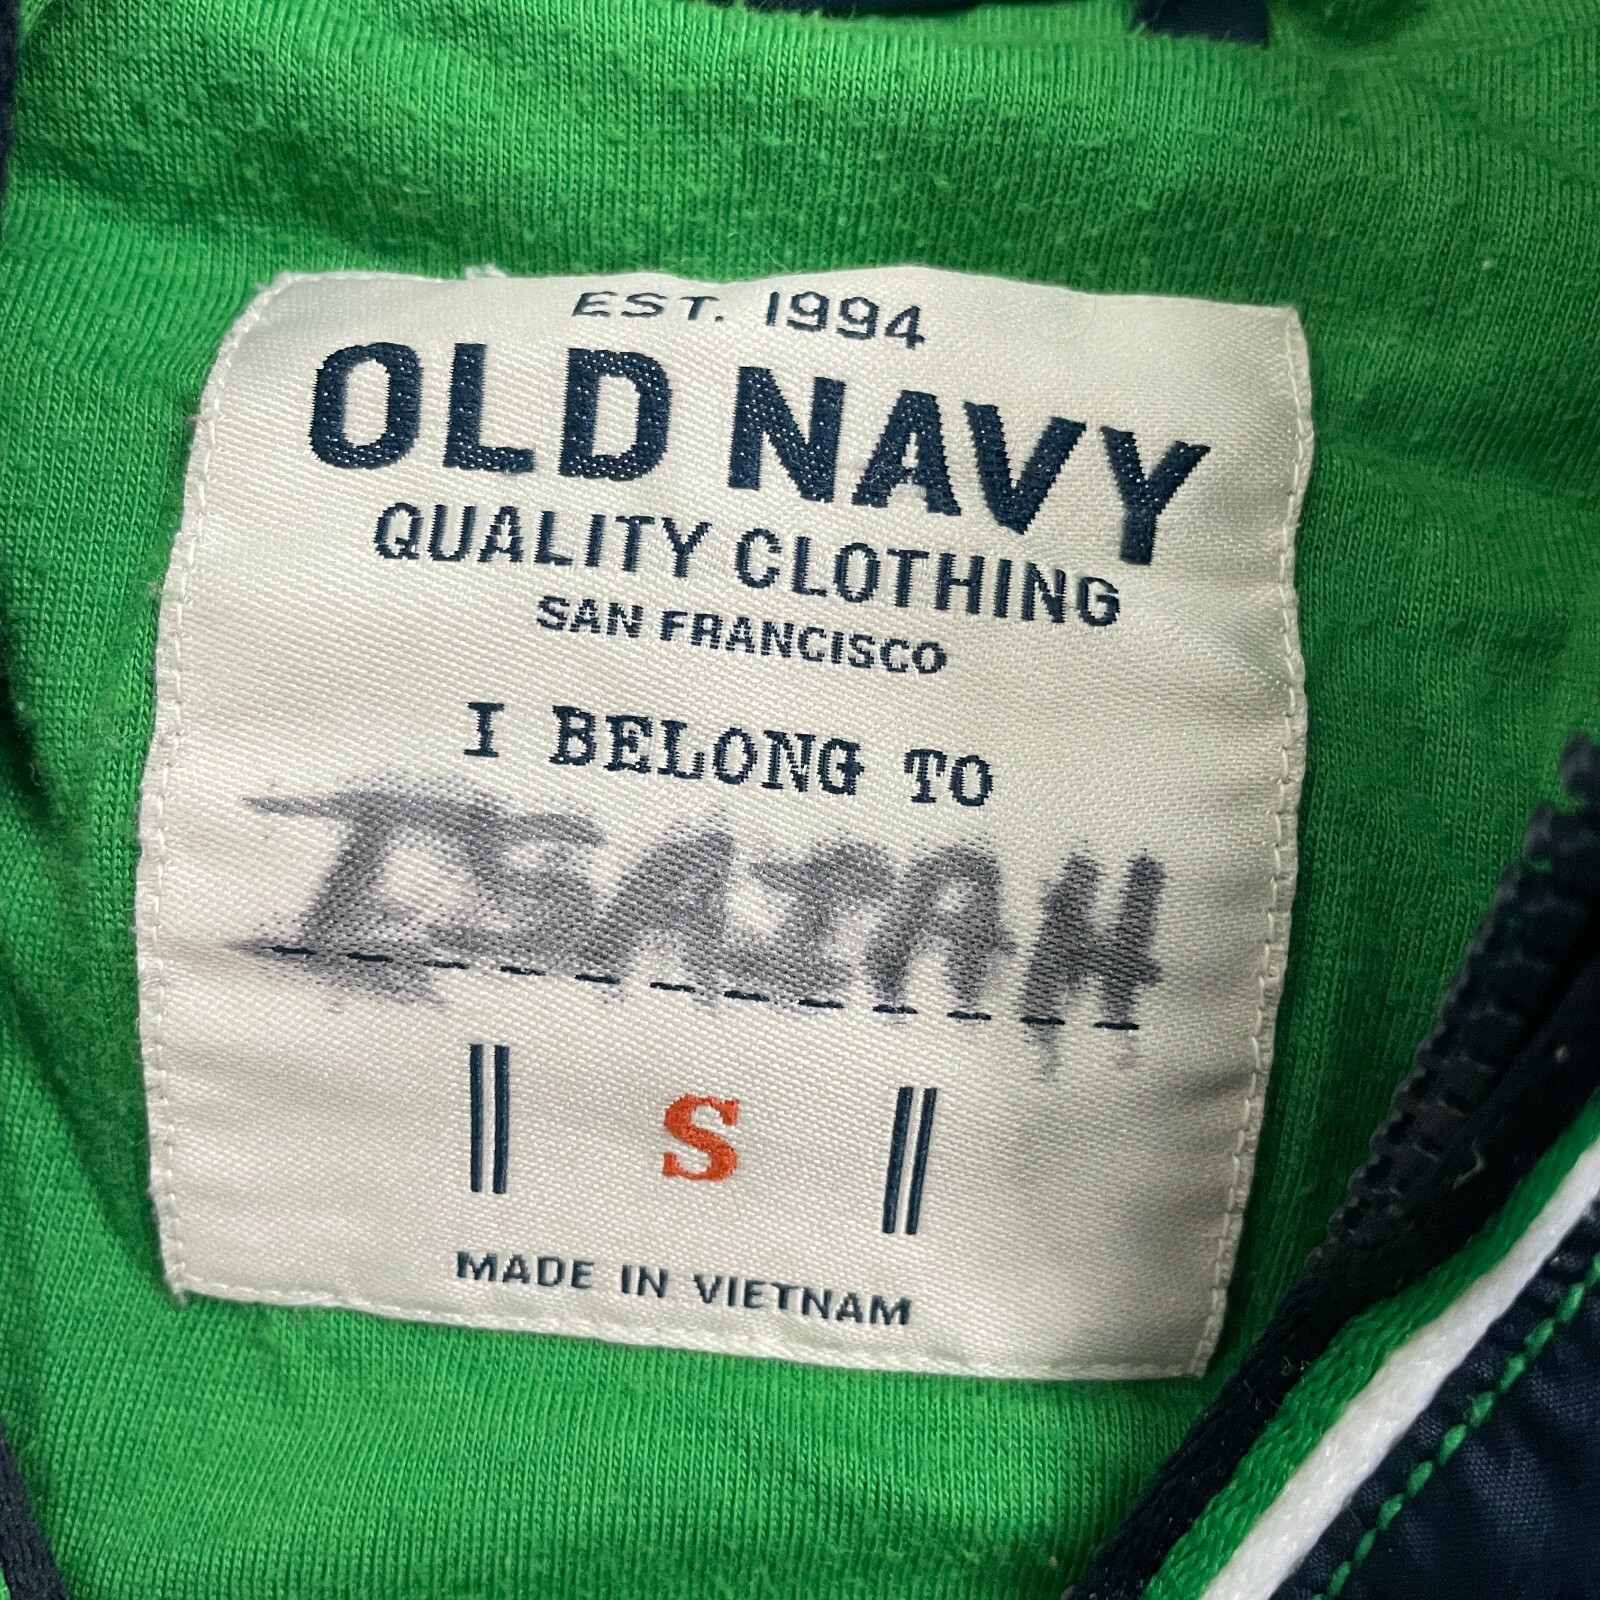 EST. 1994
OLD NAVY
QUALITY CLOTHING
SAN FRANCISCO
I BELONG TO
ISAIAH
S
MADE IN VIETNAM